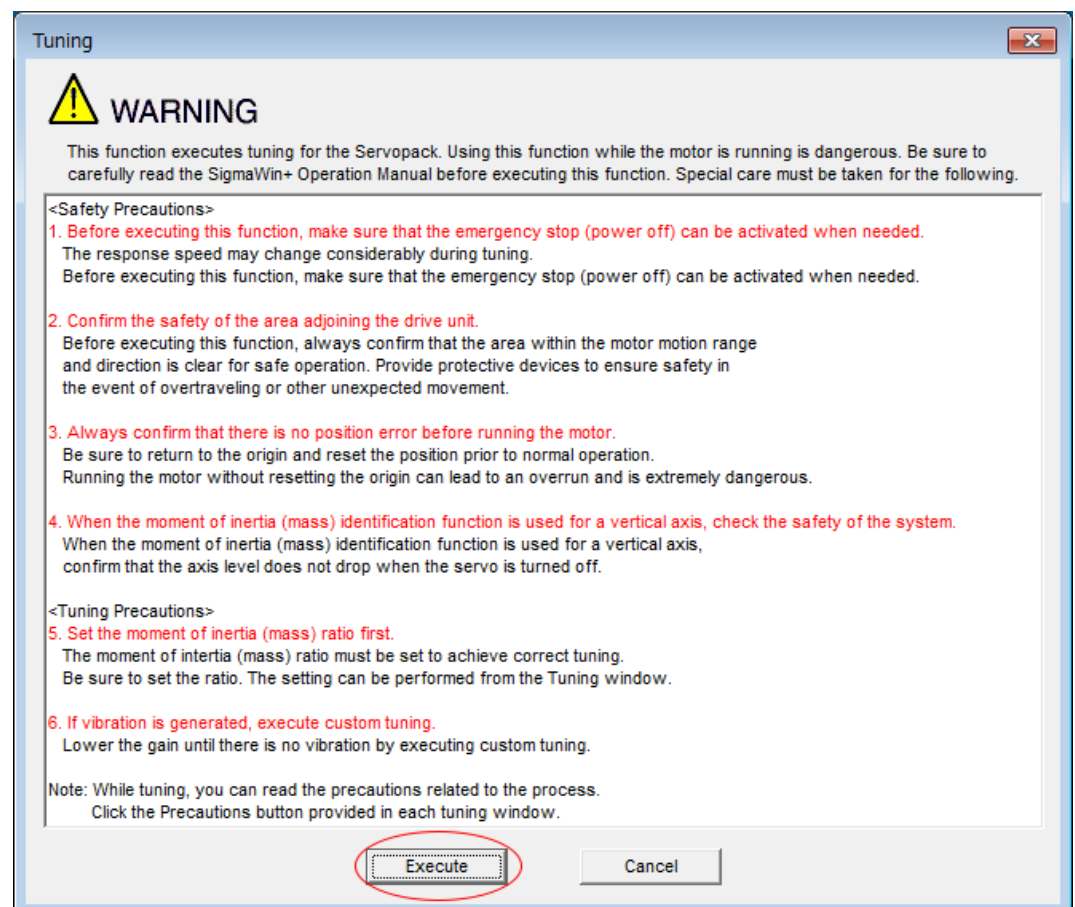 Tuning
WARNING
This function executes tuning for the Servopack. Using this function while the motor is running is dangerous. Be sure to
carefully read the SigmaWin+ Operation Manual before executing this function. Special care must be taken for the following.
<Safety Precautions>
1. Before executing this function, make sure that the emergency stop (power off) can be activated when needed.
The response speed may change considerably during tuning.
Before executing this function, make sure that the emergency stop (power off) can be activated when needed.
2. Confirm the safety of the area adjoining the drive unit.
Before executing this function, always confirm that the area within the motor motion range
and direction is clear for safe operation. Provide protective devices to ensure safety in
the event of overtraveling or other unexpected movement.
3. Always confirm that there is no position error before running the motor.
Be sure to return to the origin and reset the position prior to normal operation.
Running the motor without resetting the origin can lead to an overrun and is extremely dangerous.
4. When the moment of inertia (mass) identification function is used for a vertical axis, check the safety of the system.
When the moment of inertia (mass) identification function is used for a vertical axis,
confirm that the axis level does not drop when the servo is turned off.
<Tuning Precautions>
5. Set the moment of inertia (mass) ratio first.
The moment of intertia (mass) ratio must be set to achieve correct tuning.
Be sure to set the ratio. The setting can be performed from the Tuning window.
6. If vibration is generated, execute custom tuning.
Lower the gain until there is no vibration by executing custom tuning.
Note: While tuning, you can read the precautions related to the process.
Click the Precautions button provided in each tuning window.
Execute Cancel